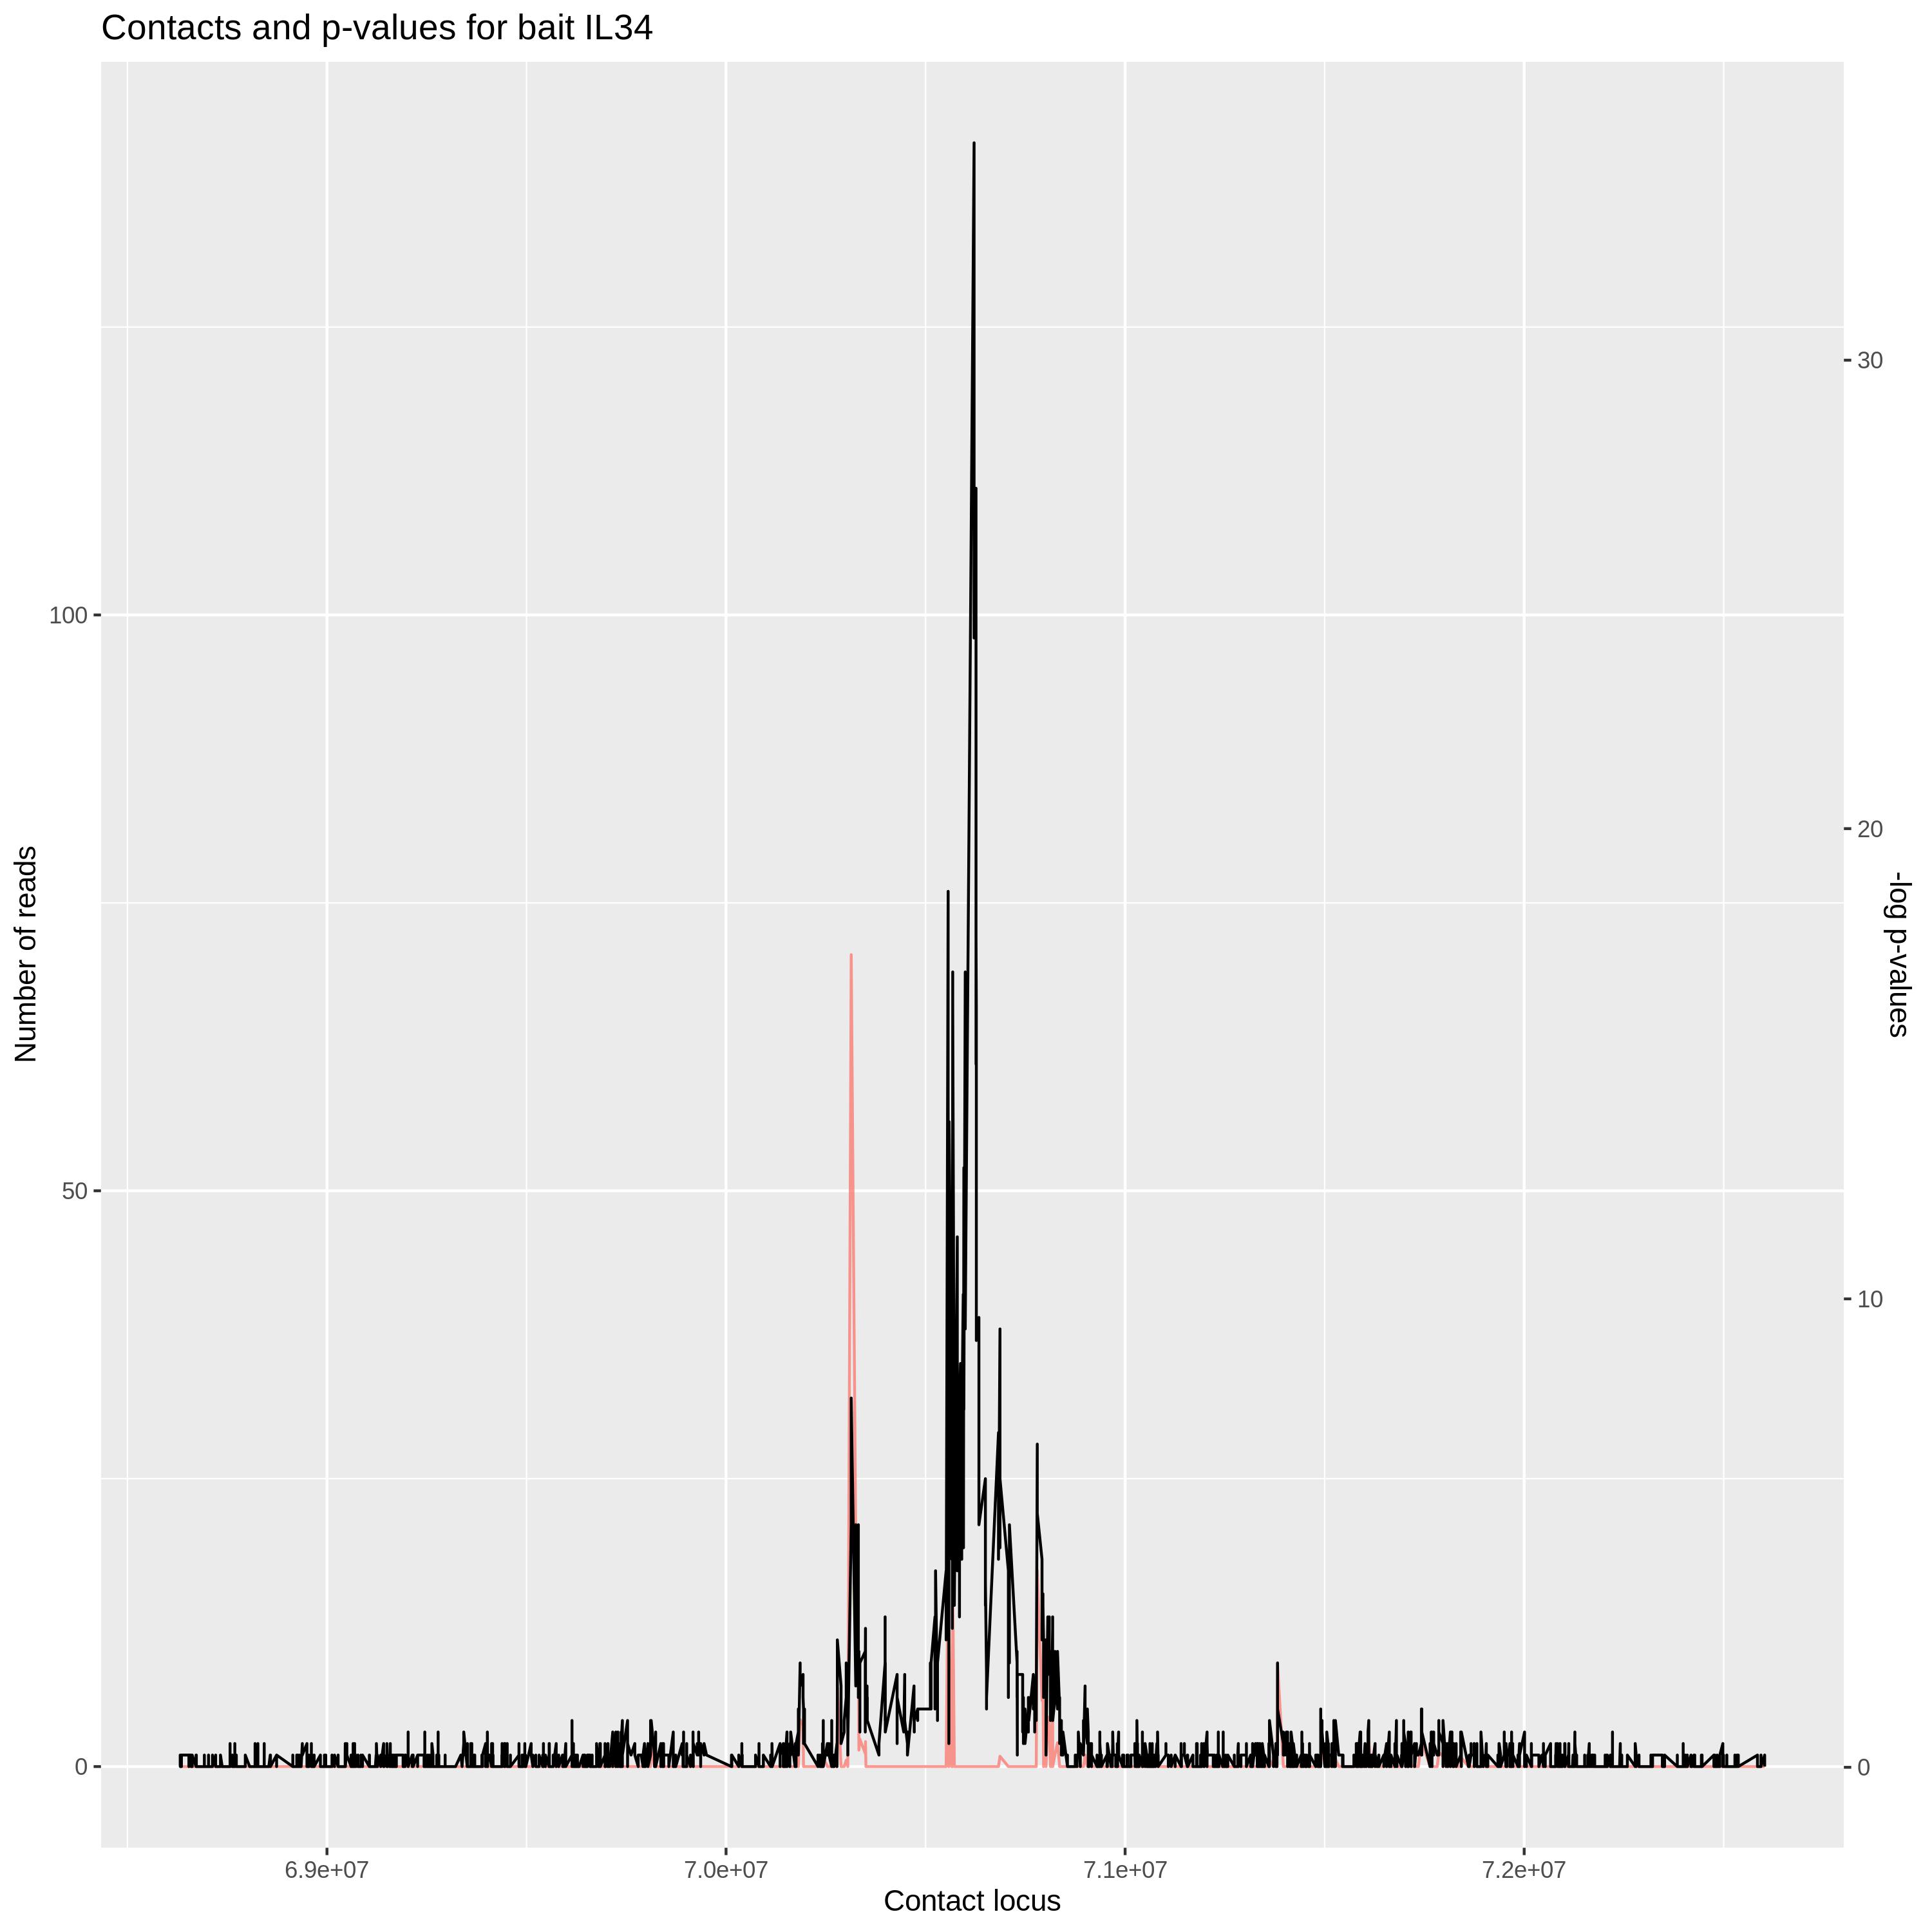 Contacts and p-values for bait IL34
100
50
0
Number of reads
30
20
10
0
-log p-values
6.9e+07
7.0e+07
7.1e+07
7.2e+07
Contact locus